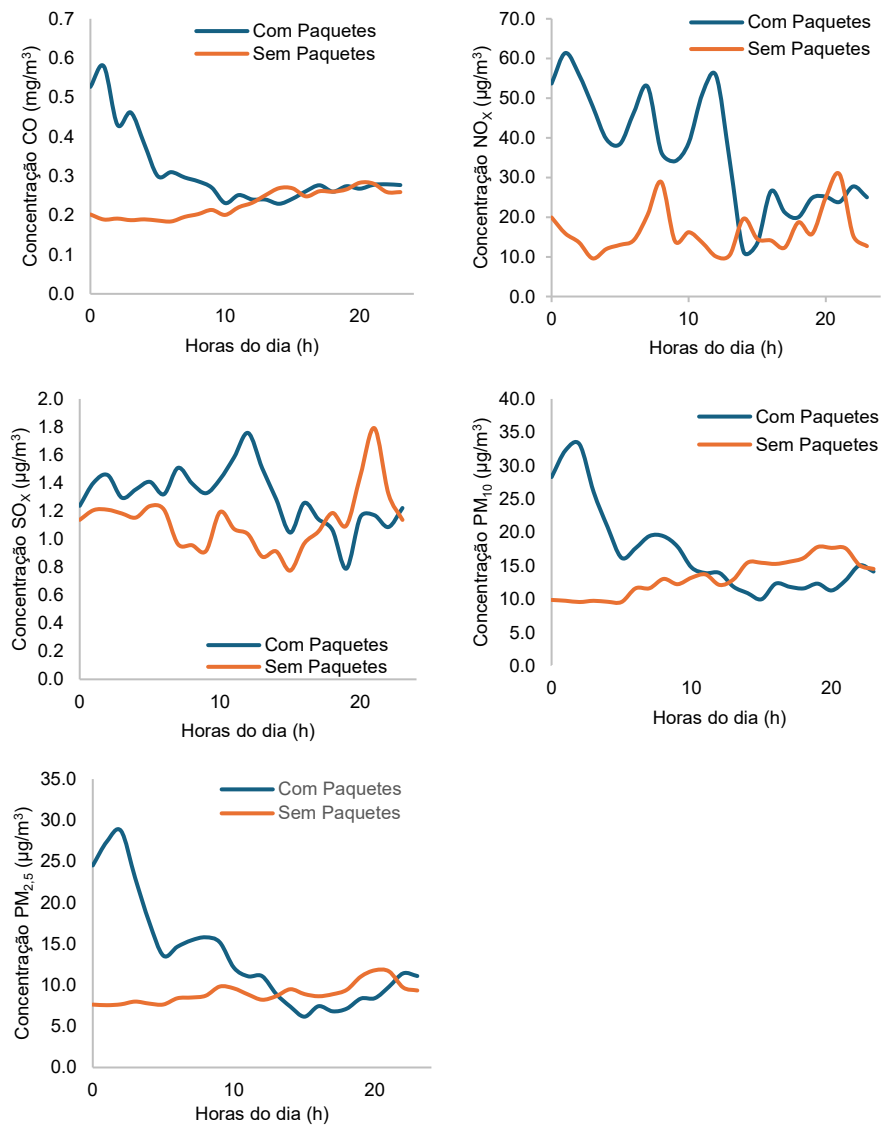 Concentração CO (mg/m³)
0.7
0.6
0.5
0.4
0.3
0.2
0.1
0.0
Com Paquetes
Sem Paquetes
0
10
20
Horas do dia (h)
Concentração NOX (µg/m³)
70.0
60.0
50.0
40.0
30.0
20.0
10.0
0.0
Com Paquetes
Sem Paquetes
0
10
20
Horas do dia (h)
Concentração SOX (µg/m³)
2.0
1.8
1.6
1.4
1.2
1.0
0.8
0.6
0.4
0.2
0.0
Com Paquetes
Sem Paquetes
0
10
20
Horas do dia (h)
Concentração PM10 (µg/m³)
40.0
35.0
30.0
25.0
20.0
15.0
10.0
5.0
0.0
Com Paquetes
Sem Paquetes
0
10
20
Horas do dia (h)
Concentração PM2,5 (µg/m³)
35.0
30.0
25.0
20.0
15.0
10.0
5.0
0.0
Com Paquetes
Sem Paquetes
0
10
20
Horas do dia (h)